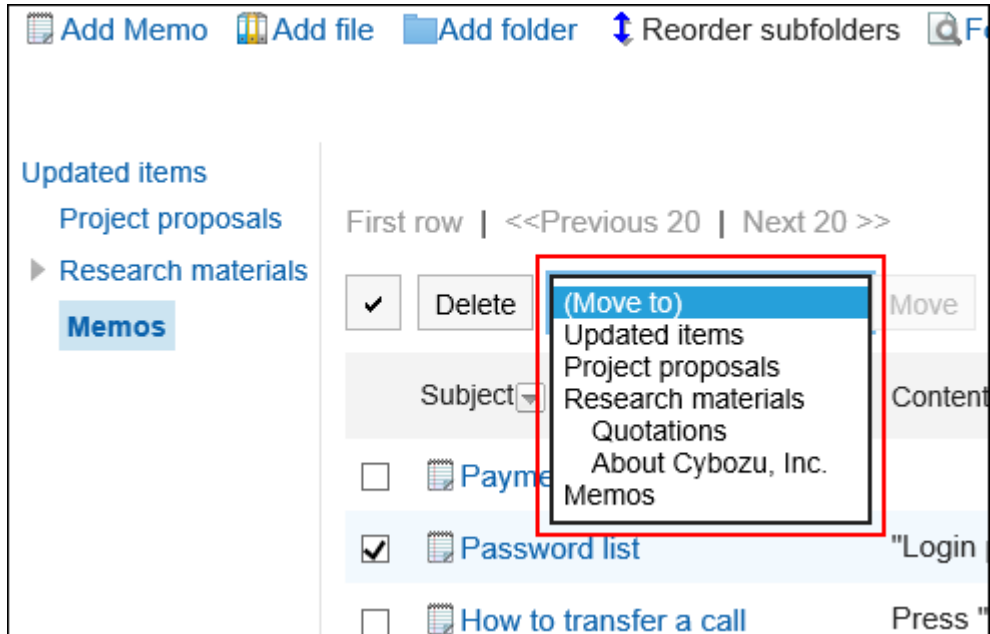 Add Memo Add file Add folder Reorder subfolders
Updated items
Project proposals
Research materials
Memos
First row | <<Previous 20 | Next 20 >>
Delete Move
(Move to)
Updated items
Project proposals
Research materials
Quotations
About Cybozu, Inc.
Memos
Subject Content
Password list "Login
How to transfer a call Press "